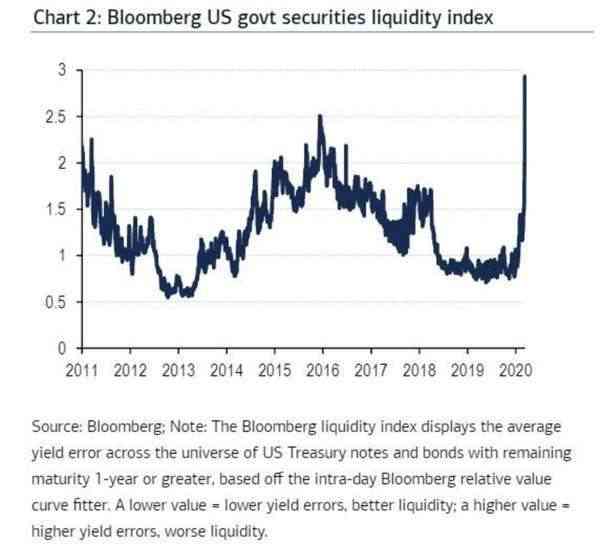 Chart 2: Bloomberg US govt securities liquidity index
3
2.5
2
1.5
1
0.5
0
2011 2012 2013 2014 2015 2016 2017 2018 2019 2020
Source: Bloomberg; Note: The Bloomberg liquidity index displays the average
yield error across the universe of US Treasury notes and bonds with remaining
maturity 1-year or greater, based off the intra-day Bloomberg relative value
curve fitter. A lower value = lower yield errors, better liquidity; a higher value =
higher yield errors, worse liquidity.